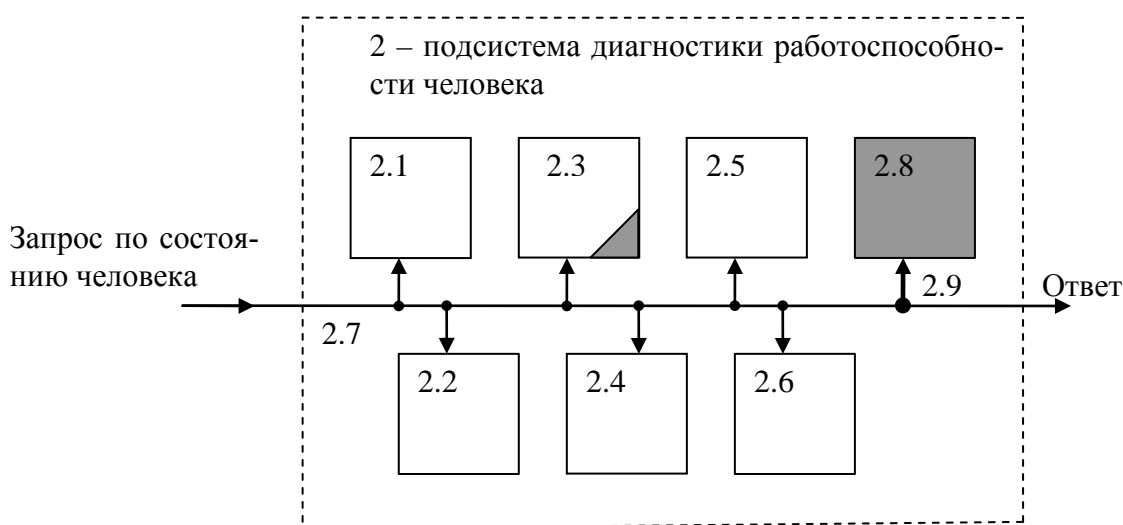 2 – подсистема диагностики работоспособно-
сти человека
2.1
2.3
2.5
2.8
Запрос по состоя-
нию человека
2.9
Ответ
2.7
2.2
2.4
2.6